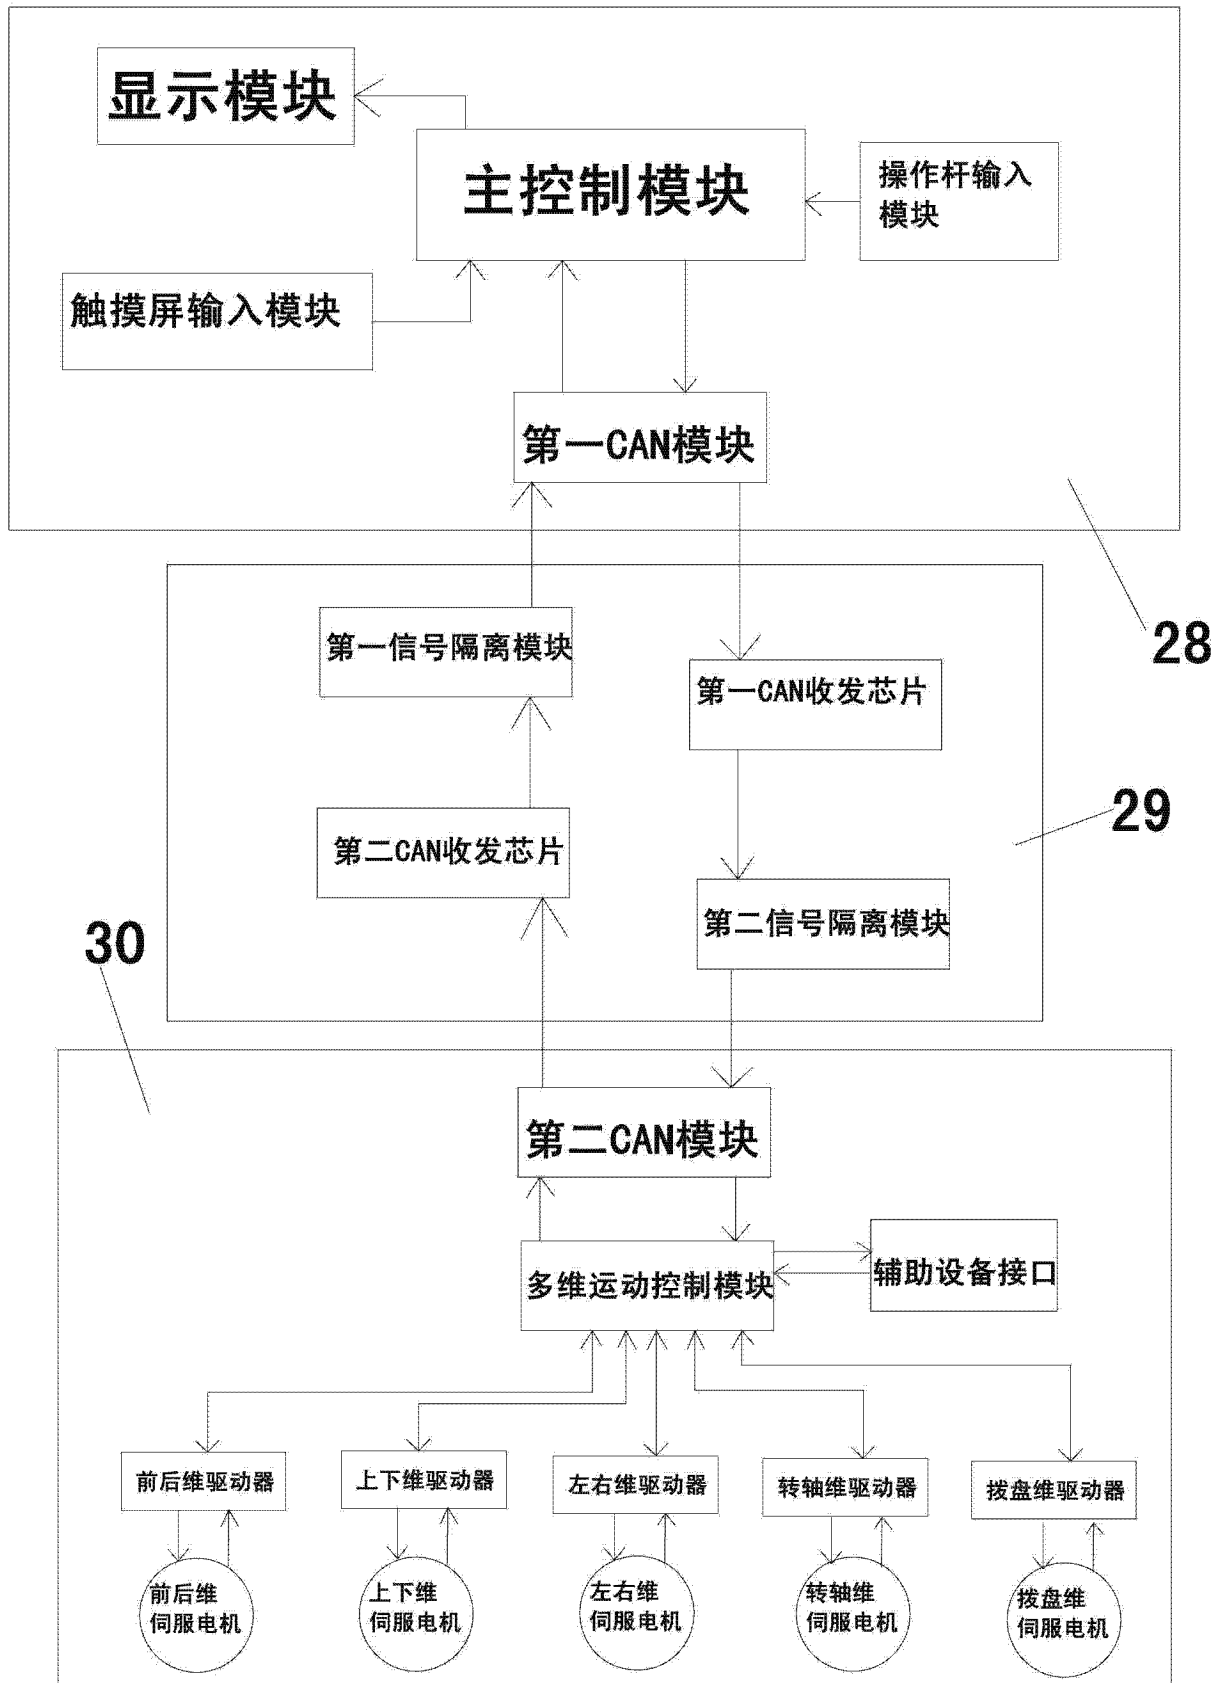 显示模块
主控制模块
操作杆输入
模块
触摸屏输入模块
第一CAN模块
28
第一信号隔离模块
第一CAN收发芯片
29
第二CAN收发芯片
第二信号隔离模块
30
第二CAN模块
多维运动控制模块
辅助设备接口
前后维驱动器
上下维驱动器
左右维驱动器
转轴维驱动器
拨盘维驱动器
前后维
伺服电机
上下维
伺服电机
左右维
伺服电机
转轴维
伺服电机
拨盘维
伺服电机